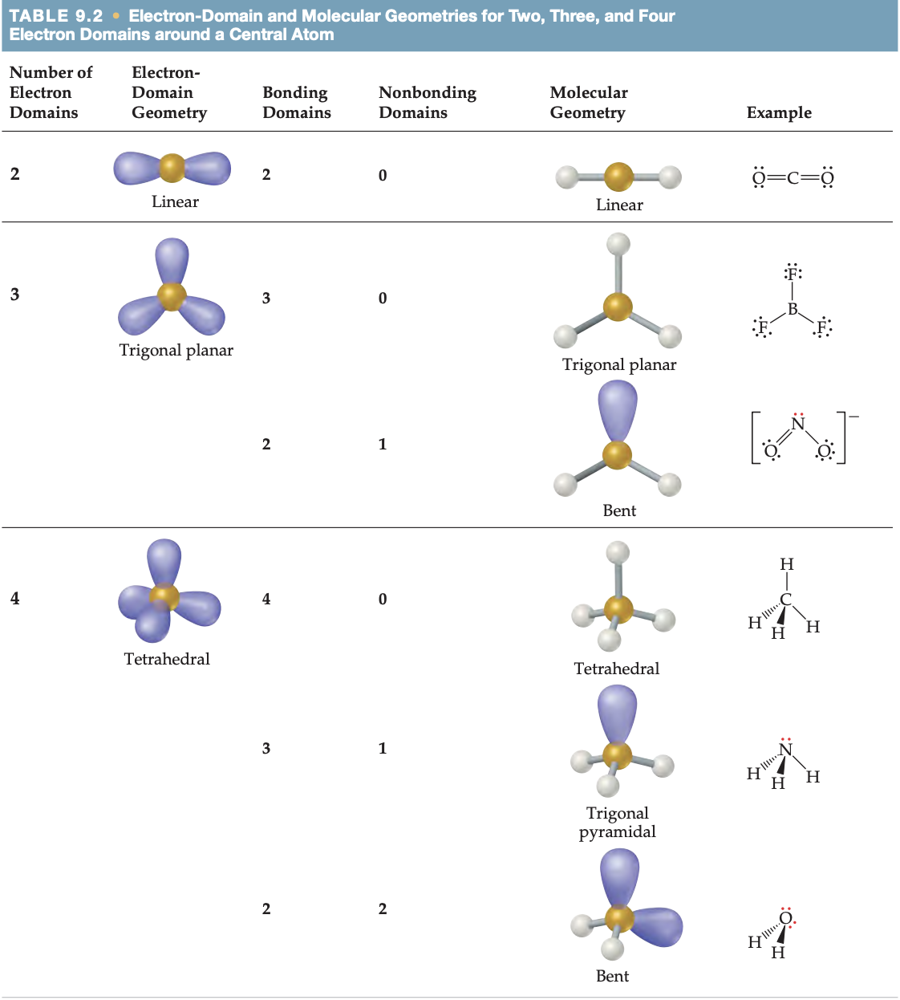 TABLE 9.2 • Electron-Domain and Molecular Geometries for Two, Three, and Four
Electron Domains around a Central Atom
Number of Electron Domains
Electron-Domain Geometry
Bonding Domains
Nonbonding Domains
Molecular Geometry
Example
2
Linear
2
0
Linear
O=C=O
3
Trigonal planar
3
0
Trigonal planar
F
B
F
F
2
1
Bent
[
N
O
O
]−
4
Tetrahedral
4
0
Tetrahedral
H
C
H
H
H
3
1
Trigonal
pyramidal
N
H
H
H
2
2
Bent
O
H
H